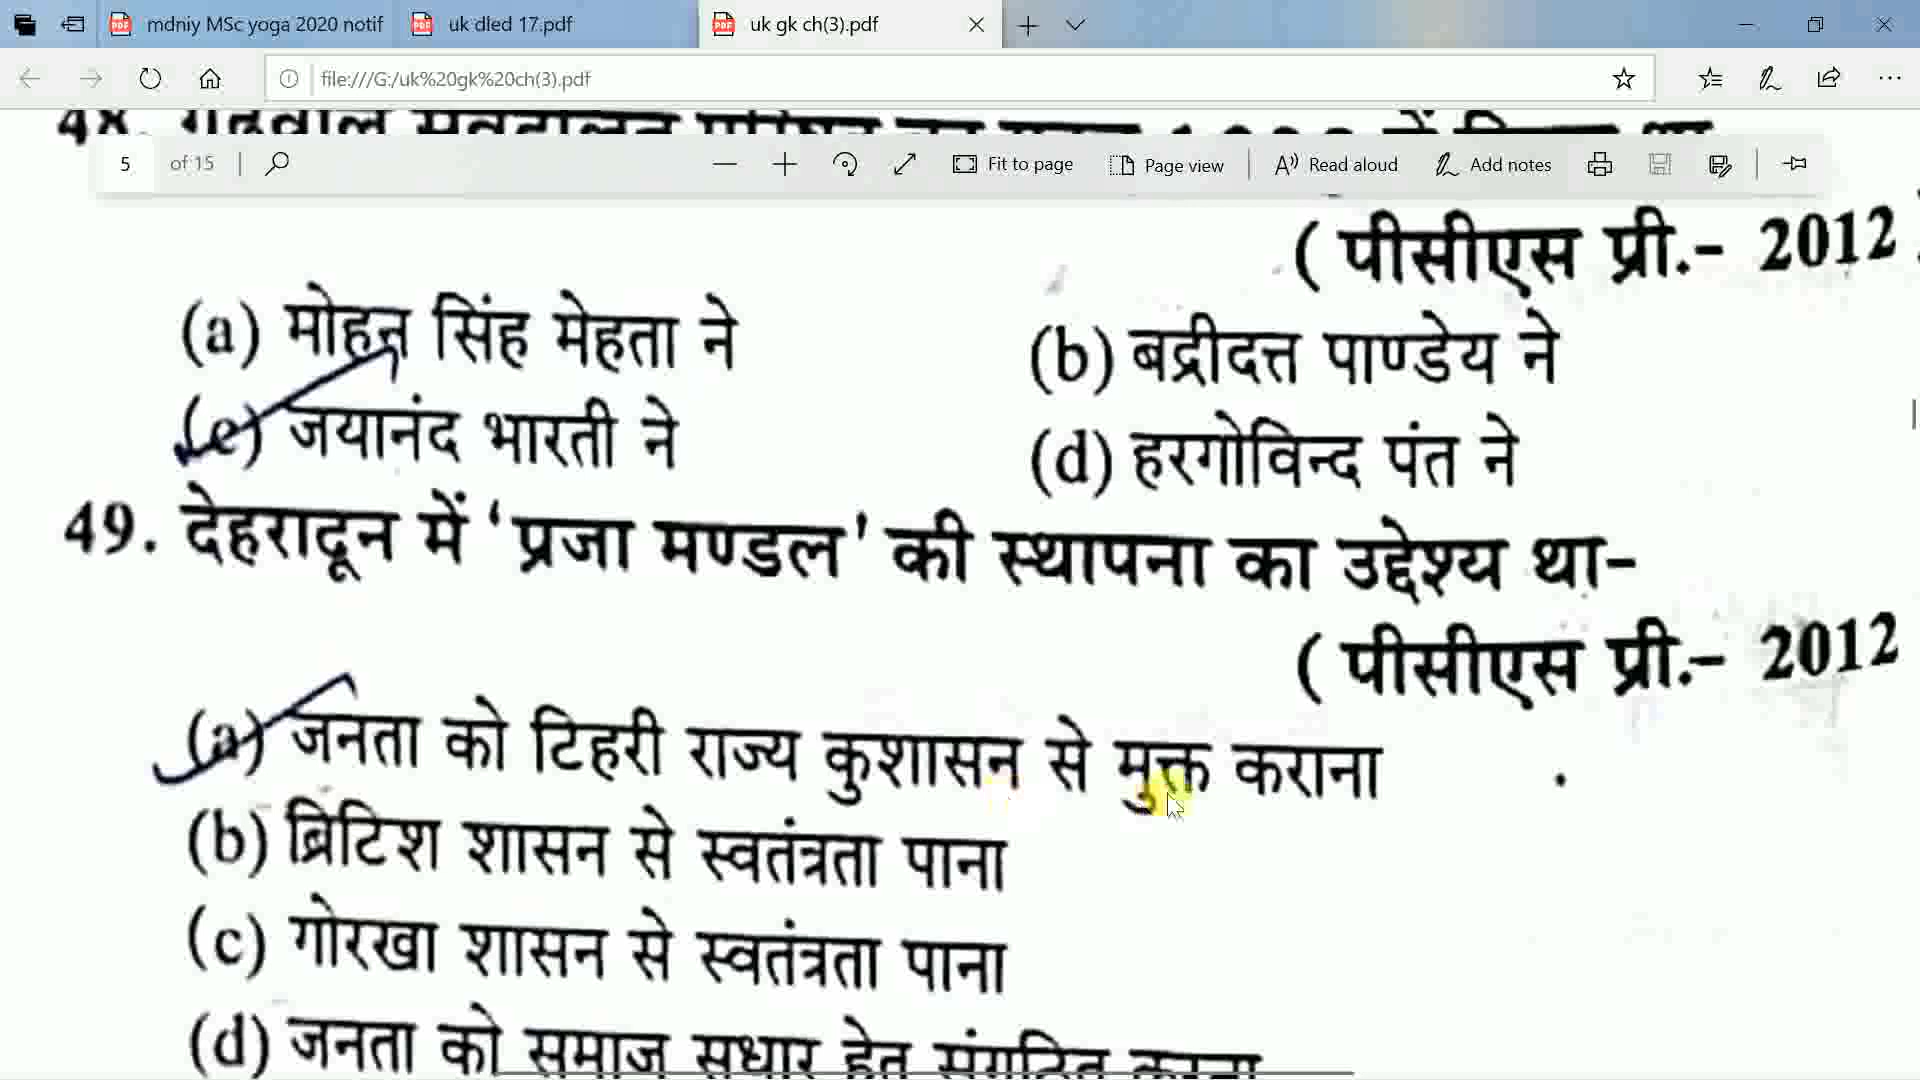 mdniy MSc yoga 2020 notif
uk dled 17.pdf
uk gk ch(3).pdf
file:///G:/uk%20gk%20ch(3).pdf
5 of 15 Fit to page Page view Read aloud Add notes
( पीसीएस प्री.- 2012
(a) मोहन सिंह मेहता ने (b) बद्रीदत्त पाण्डेय ने
(c) जयानंद भारती ने (d) हरगोविन्द पंत ने
49. देहरादून में 'प्रजा मण्डल' की स्थापना का उद्देश्य था-
( पीसीएस प्री.- 2012
(a) जनता को टिहरी राज्य कुशासन से मुक्त कराना
(b) ब्रिटिश शासन से स्वतंत्रता पाना
(c) गोरखा शासन से स्वतंत्रता पाना
(d) जनता को समाज सुधार हेतु संगठित करना